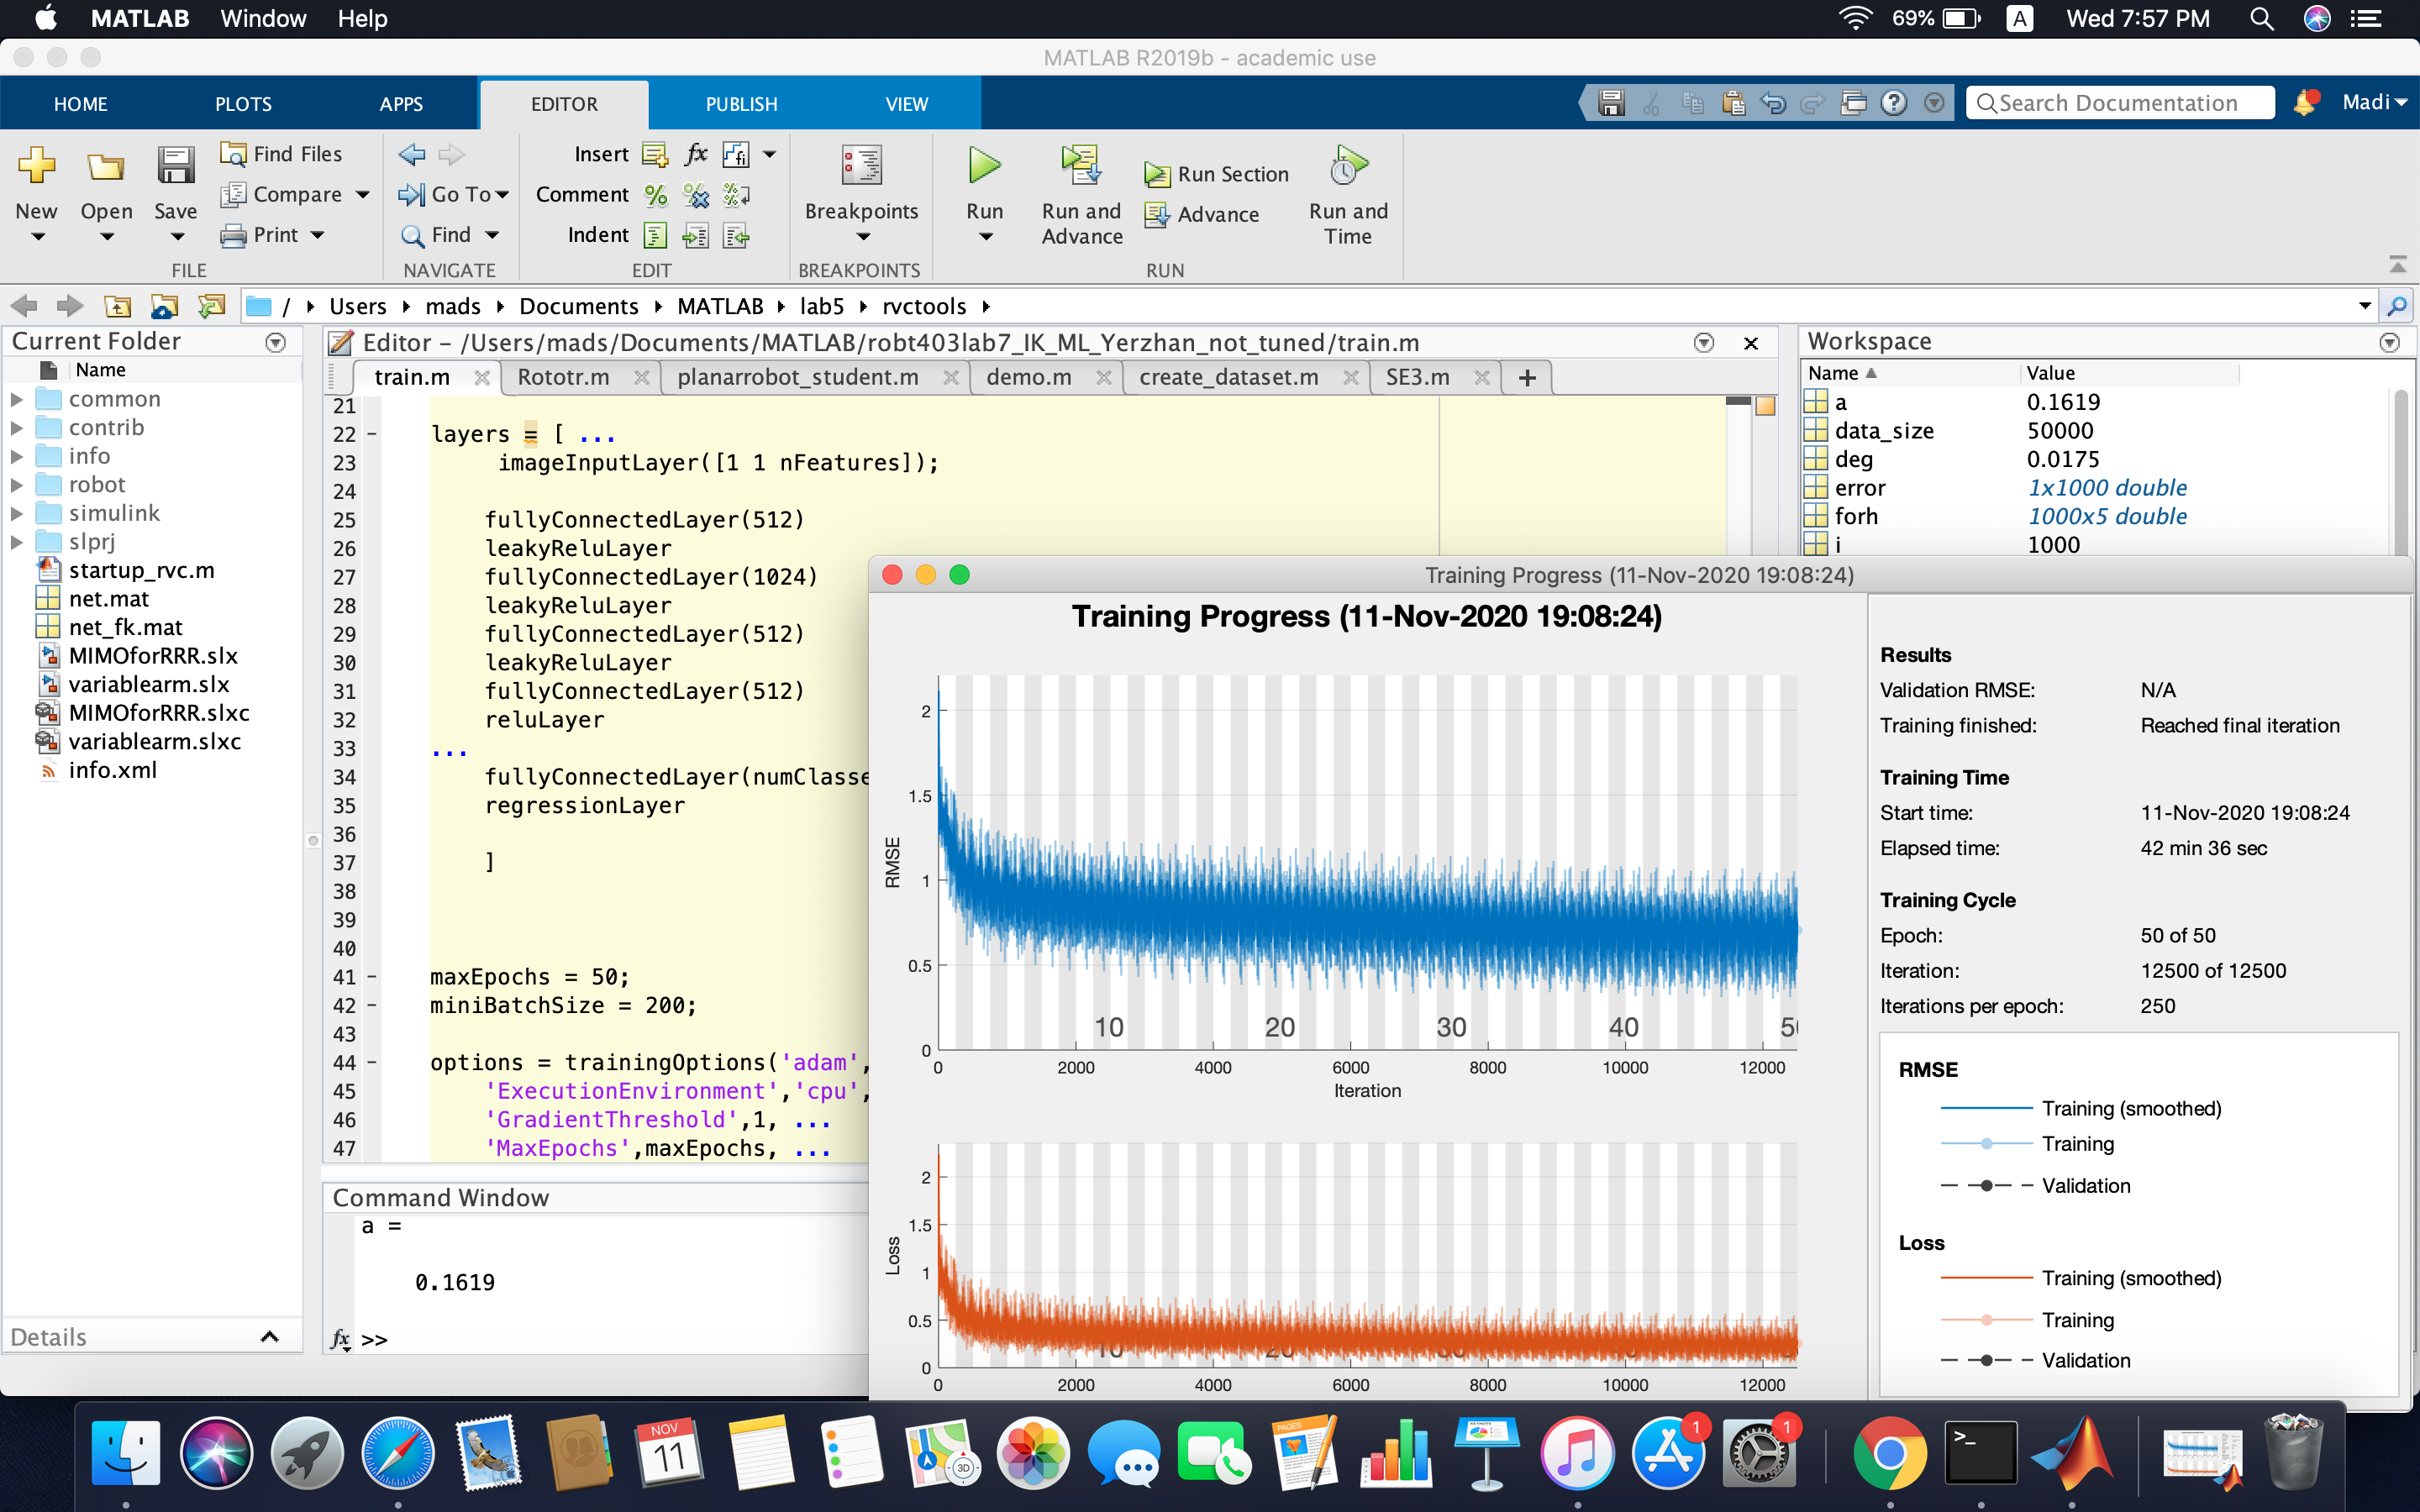 MATLAB Window Help
69% A Wed 7:57 PM
MATLAB R2019b - academic use
HOME PLOTS APPS EDITOR PUBLISH VIEW
Search Documentation Madi
New Open Save
Find Files
Compare
Print
FILE
Go To
Find
NAVIGATE
Insert fx
Comment
Indent
EDIT
Breakpoints
BREAKPOINTS
Run
Run and Advance
Run Section
Advance
Run and Time
RUN
/ Users mads Documents MATLAB lab5 rvctools
Current Folder
Name
common
contrib
info
robot
simulink
slprj
startup_rvc.m
net.mat
net_fk.mat
MIMOforRRR.slx
variablearm.slx
MIMOforRRR.slxc
variablearm.slxc
info.xml
Details
Editor - /Users/mads/Documents/MATLAB/robt403lab7_IK_ML_Yerzhan_not_tuned/train.m
train.m Rototr.m planarrobot_student.m demo.m create_dataset.m SE3.m +
21
22 - layers = [ ...
23 imageInputLayer([1 1 nFeatures]);
24
25 fullyConnectedLayer(512)
26 leakyReluLayer
27 fullyConnectedLayer(1024)
28 leakyReluLayer
29 fullyConnectedLayer(512)
30 leakyReluLayer
31 fullyConnectedLayer(512)
32 reluLayer
33 ...
34 fullyConnectedLayer(numClasse
35 regressionLayer
36
37 ]
38
39
40
41 - maxEpochs = 50;
42 - miniBatchSize = 200;
43
44 - options = trainingOptions('adam',
45 'ExecutionEnvironment','cpu',
46 'GradientThreshold',1, ...
47 'MaxEpochs',maxEpochs, ...
Command Window
a =
0.1619
fx >>
Workspace
Name Value
a 0.1619
data_size 50000
deg 0.0175
error 1x1000 double
forh 1000x5 double
i 1000
Training Progress (11-Nov-2020 19:08:24)
Training Progress (11-Nov-2020 19:08:24)
2
1.5
1
0.5
0
RMSE
10 20 30 40 50
0 2000 4000 6000 8000 10000 12000
Iteration
2
1.5
1
0.5
0
Loss
10 20 30 40
0 2000 4000 6000 8000 10000 12000
Results
Validation RMSE: N/A
Training finished: Reached final iteration
Training Time
Start time: 11-Nov-2020 19:08:24
Elapsed time: 42 min 36 sec
Training Cycle
Epoch: 50 of 50
Iteration: 12500 of 12500
Iterations per epoch: 250
RMSE
Training (smoothed)
Training
Validation
Loss
Training (smoothed)
Training
Validation
NOV
11
3D
PAGES
1
1
>_